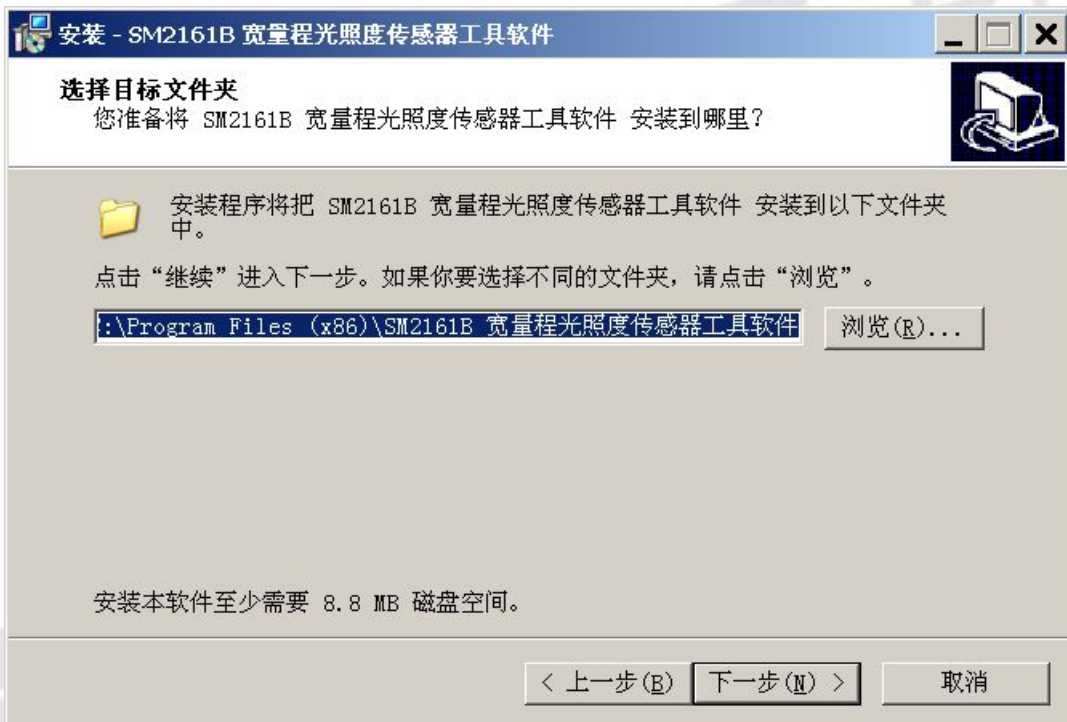 安装 - SM2161B 宽量程光照度传感器工具软件
选择目标文件夹
您准备将 SM2161B 宽量程光照度传感器工具软件 安装到哪里？
安装程序将把 SM2161B 宽量程光照度传感器工具软件 安装到以下文件夹
中。
点击“继续”进入下一步。如果你要选择不同的文件夹，请点击“浏览”。
:\Program Files (x86)\SM2161B 宽量程光照度传感器工具软件
浏览(R)...
安装本软件至少需要 8.8 MB 磁盘空间。
< 上一步(B) 下一步(N) > 取消